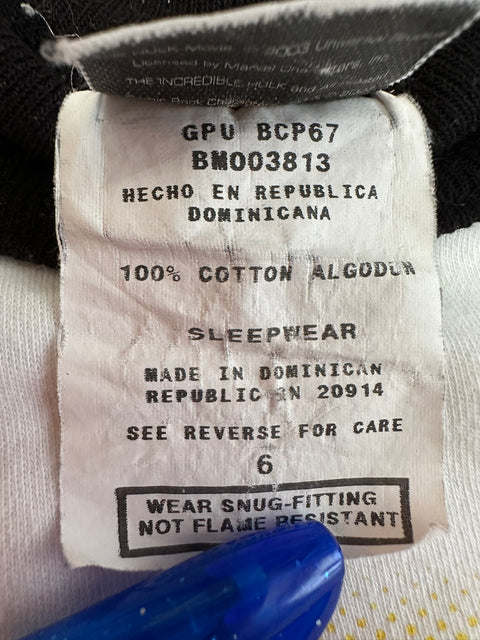 HULK Movie © 2003 Universal
Licensed by Marvel Characters, Inc.
THE INCREDIBLE HULK and all
GPU BCP67
BM003813
HECHO EN REPUBLICA
DOMINICANA
100% COTTON ALGODON
SLEEPWEAR
MADE IN DOMINICAN
REPUBLIC RN 20914
SEE REVERSE FOR CARE
6
WEAR SNUG-FITTING
NOT FLAME RESISTANT